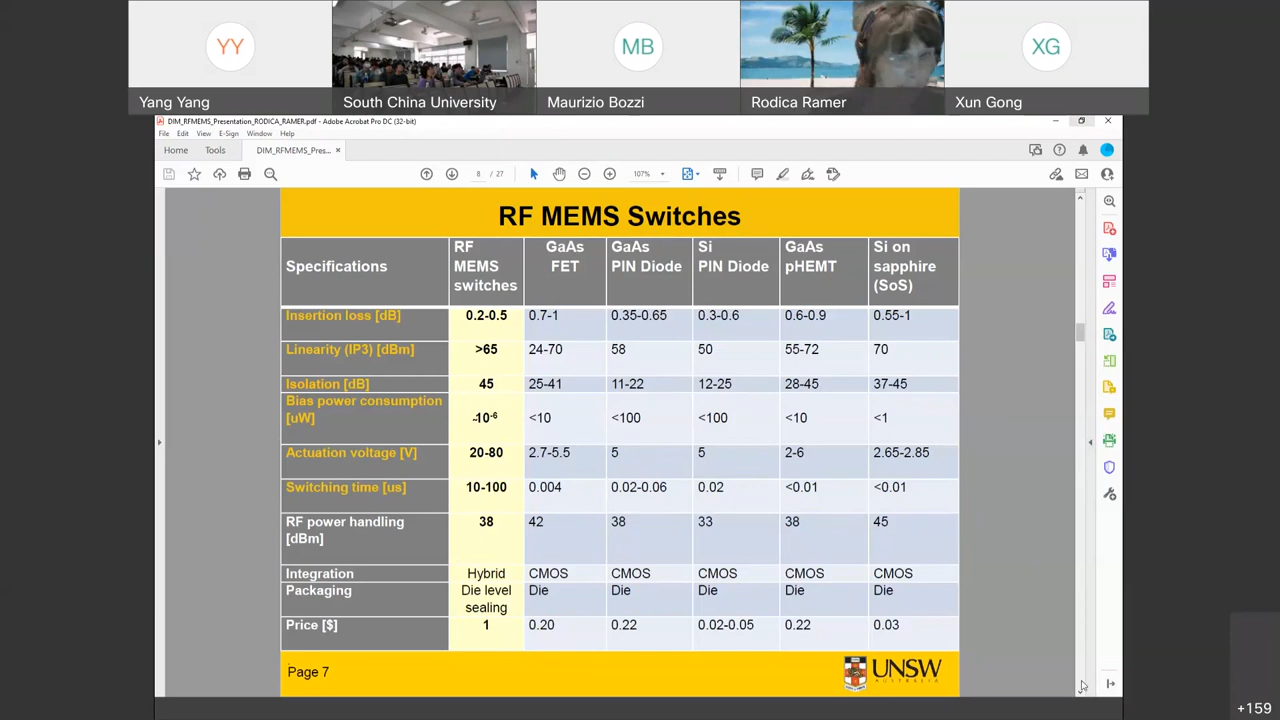 YY
MB
XG
Yang Yang
South China University
Maurizio Bozzi
Rodica Ramer
Xun Gong
DIM_RFMEMS_Presentation_RODICA_RAMER.pdf - Adobe Acrobat Pro DC (32-bit)
File Edit View E-Sign Window Help
Home Tools DIM_RFMEMS_Pres... ×
8 / 27 107%
RF MEMS Switches
Specifications RF MEMS switches GaAs FET GaAs PIN Diode Si PIN Diode GaAs pHEMT Si on sapphire (SoS)
Insertion loss [dB] 0.2-0.5 0.7-1 0.35-0.65 0.3-0.6 0.6-0.9 0.55-1
Linearity (IP3) [dBm] >65 24-70 58 50 55-72 70
Isolation [dB] 45 25-41 11-22 12-25 28-45 37-45
Bias power consumption [uW] ~10-6 <10 <100 <100 <10 <1
Actuation voltage [V] 20-80 2.7-5.5 5 5 2-6 2.65-2.85
Switching time [us] 10-100 0.004 0.02-0.06 0.02 <0.01 <0.01
RF power handling [dBm] 38 42 38 33 38 45
Integration Hybrid CMOS CMOS CMOS CMOS CMOS
Packaging Die level sealing Die Die Die Die Die
Price [$] 1 0.20 0.22 0.02-0.05 0.22 0.03
Page 7
UNSW
AUSTRALIA
+159